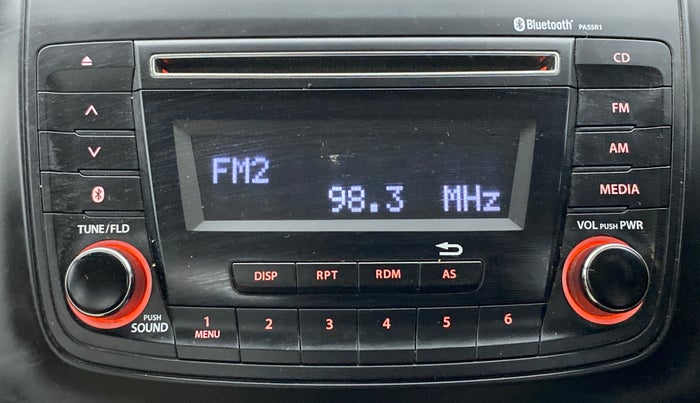 Bluetooth® PA55R1
CD
FM
AM
MEDIA
FM2
98.3 MHz
TUNE/FLD
VOL PUSH PWR
DISP RPT RDM AS
PUSH SOUND
1 MENU 2 3 4 5 6